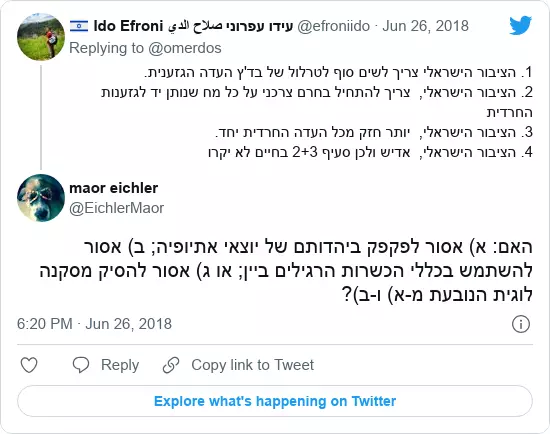 Ido Efroni עידו עפרוני صلاح الدي @efroniido · Jun 26, 2018
Replying to @omerdos
1. הציבור הישראלי צריך לשים סוף לטרלול של בד'ץ העדה הגזענית.
2. הציבור הישראלי, צריך להתחיל בחרם צרכני על כל מח שנותן יד לגזענות
החרדית
3. הציבור הישראלי, יותר חזק מכל העדה החרדית יחד.
4. הציבור הישראלי, אדיש ולכן סעיף 2+3 בחיים לא יקרו
maor eichler
@EichlerMaor
האם: א) אסור לפקפק ביהדותם של יוצאי אתיופיה; ב) אסור
להשתמש בכללי הכשרות הרגילים ביין; או ג) אסור להסיק מסקנה
לוגית הנובעת מ-א) ו-ב)?
6:20 PM · Jun 26, 2018
Reply
Copy link to Tweet
Explore what's happening on Twitter